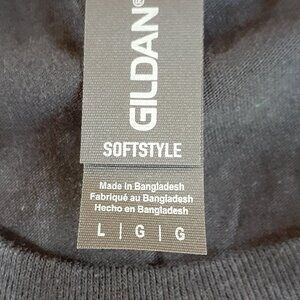 GILDAN®
SOFTSTYLE
Made in Bangladesh
Fabriqué au Bangladesh
Hecho en Bangladesh
L | G | G